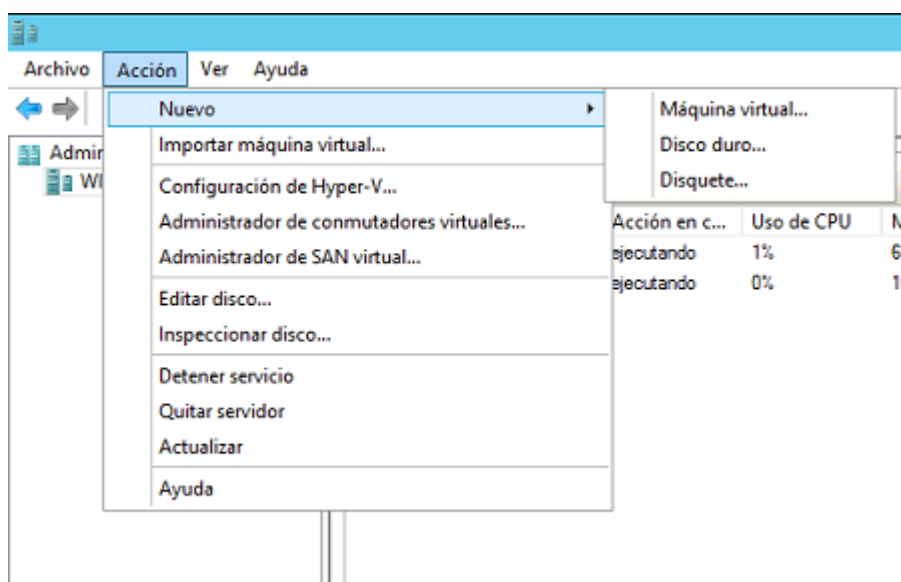 Archivo Acción Ver Ayuda
Nuevo
Máquina virtual...
Importar máquina virtual...
Disco duro...
Disquete...
Configuración de Hyper-V...
Administrador de conmutadores virtuales...
Acción en c... Uso de CPU
Administrador de SAN virtual...
ejecutando 1% 6
ejecutando 0% 1
Editar disco...
Inspeccionar disco...
Detener servicio
Quitar servidor
Actualizar
Ayuda